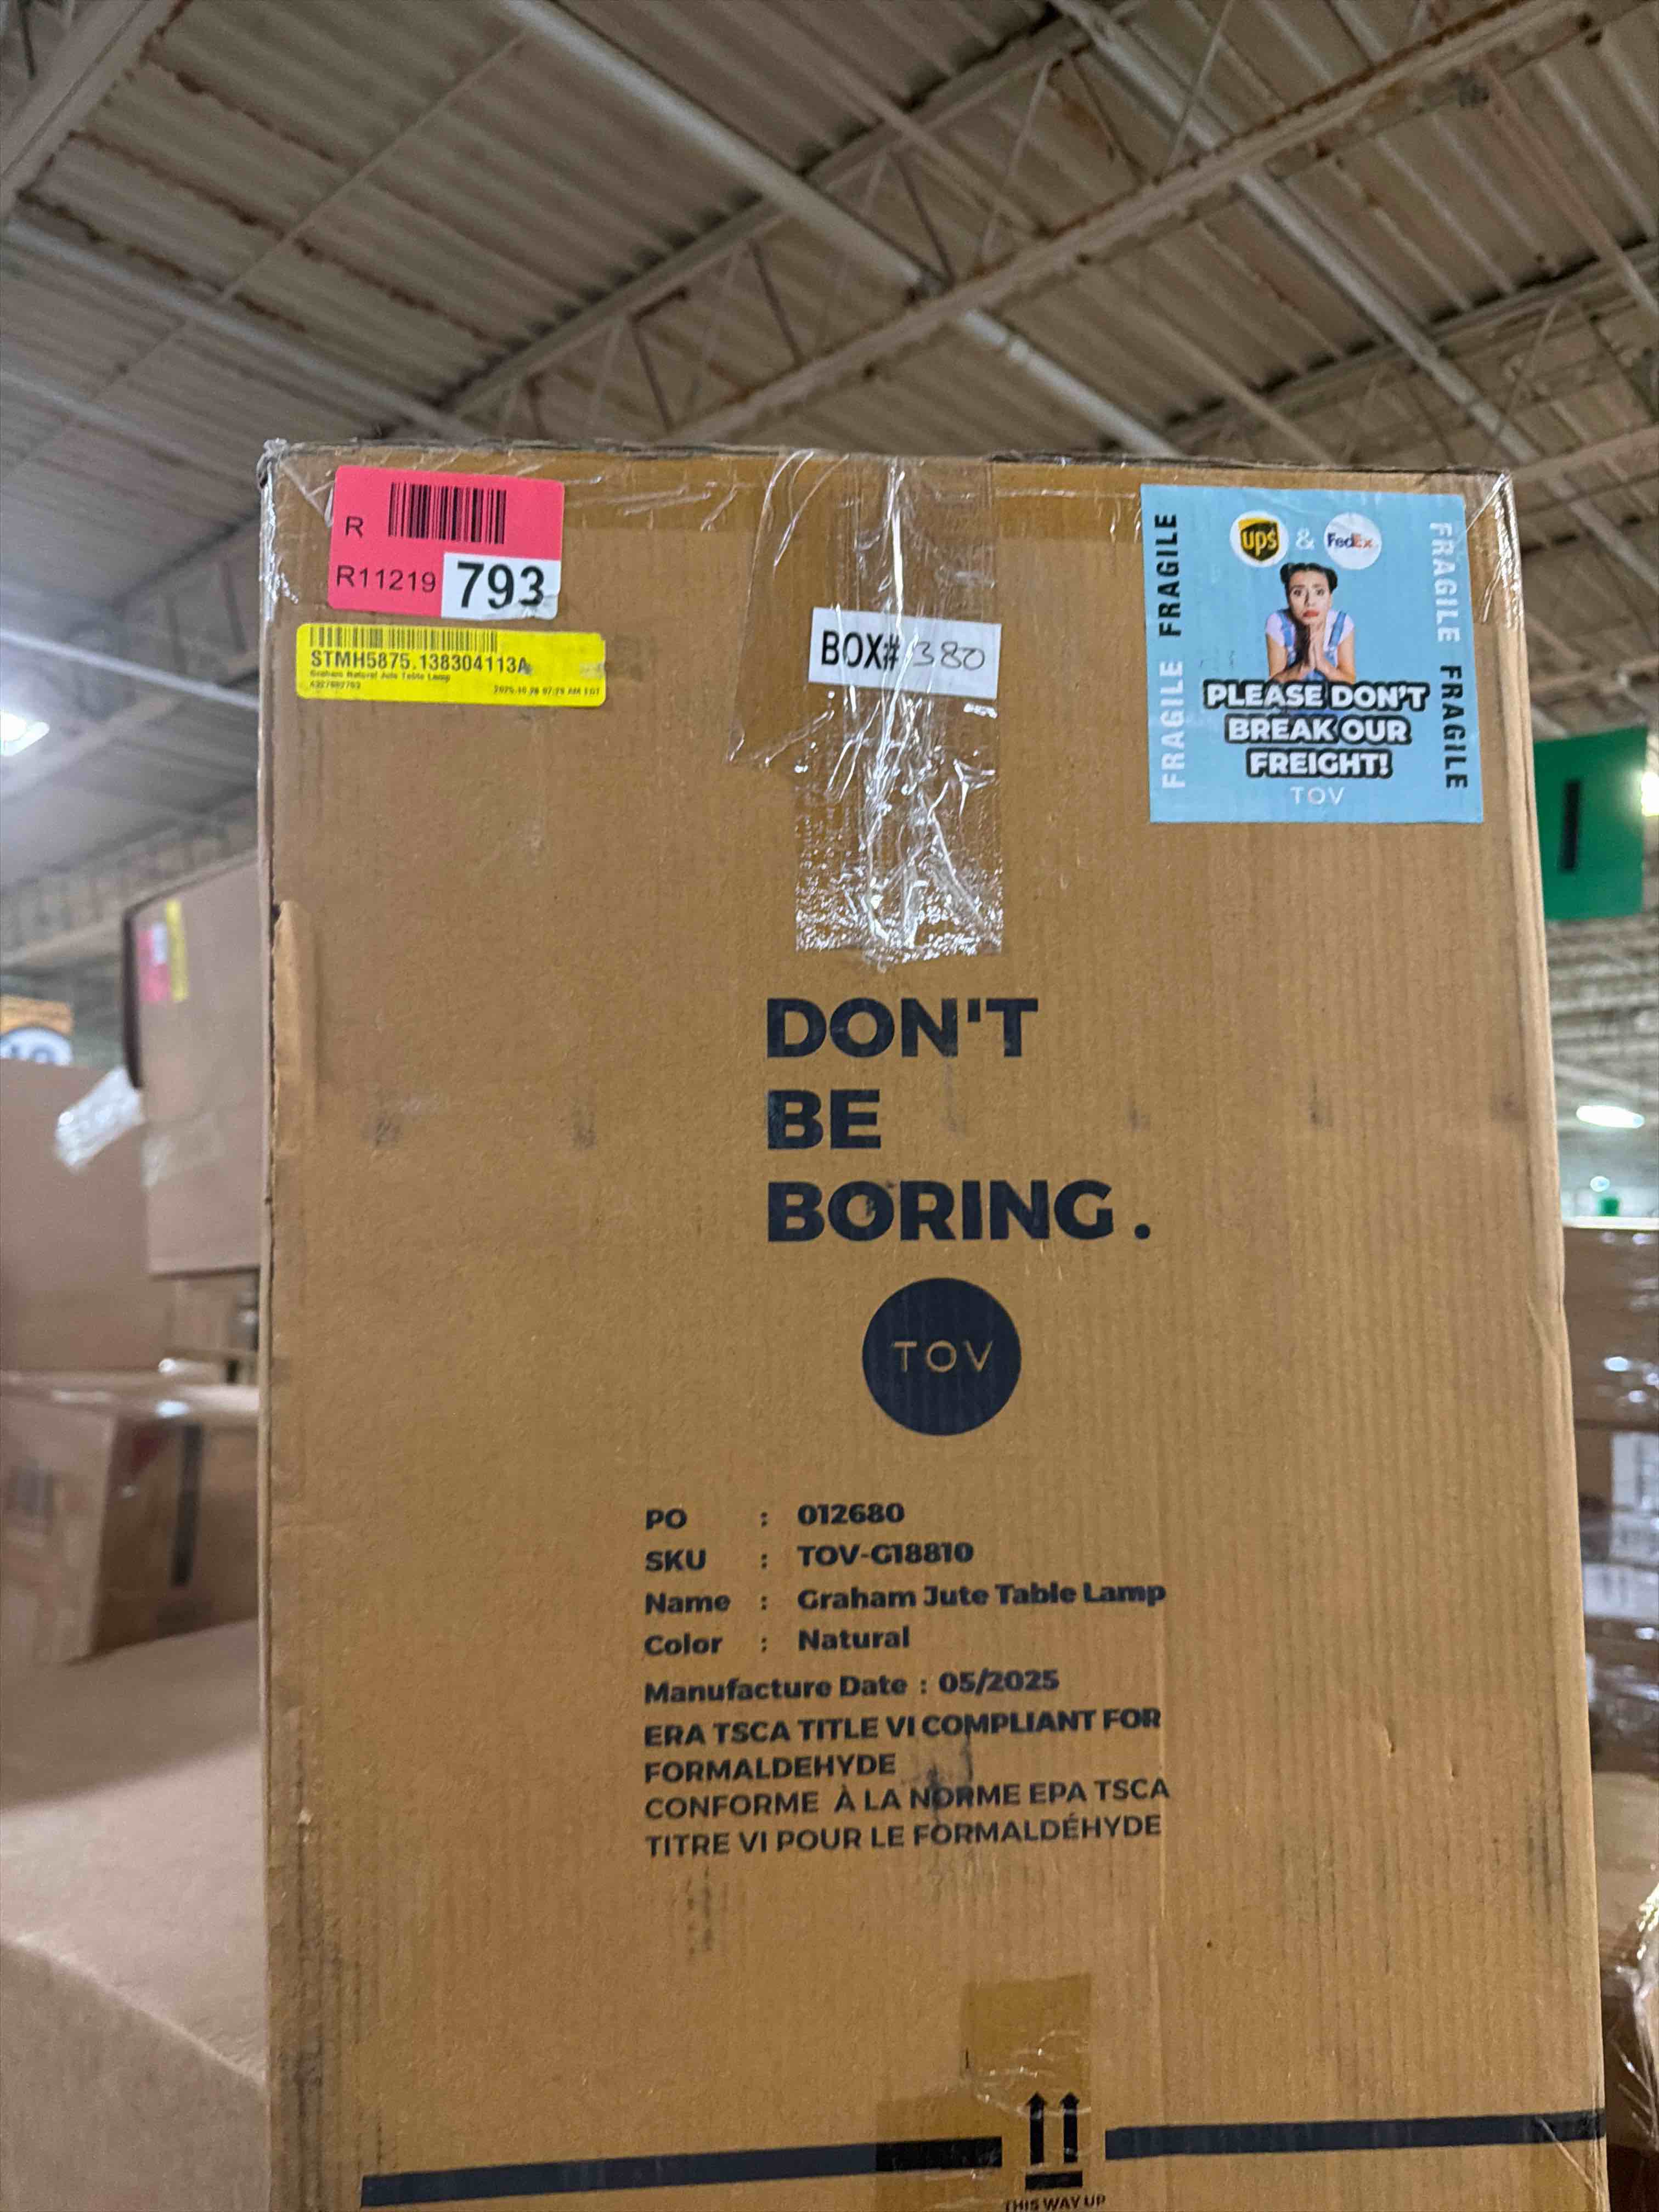 R
R11219 793
STMH5875.138304113A
Graham Natural Jute Table Lamp
BOX# 380
FRAGILE FRAGILE
ups & FedEx
PLEASE DON'T
BREAK OUR
FREIGHT!
TOV
FRAGILE FRAGILE
DON'T
BE
BORING.
TOV
PO : 012680
SKU : TOV-G18810
Name : Graham Jute Table Lamp
Color : Natural
Manufacture Date : 05/2025
ERA TSCA TITLE VI COMPLIANT FOR
FORMALDEHYDE
CONFORME À LA NORME EPA TSCA
TITRE VI POUR LE FORMALDÉHYDE
THIS WAY UP